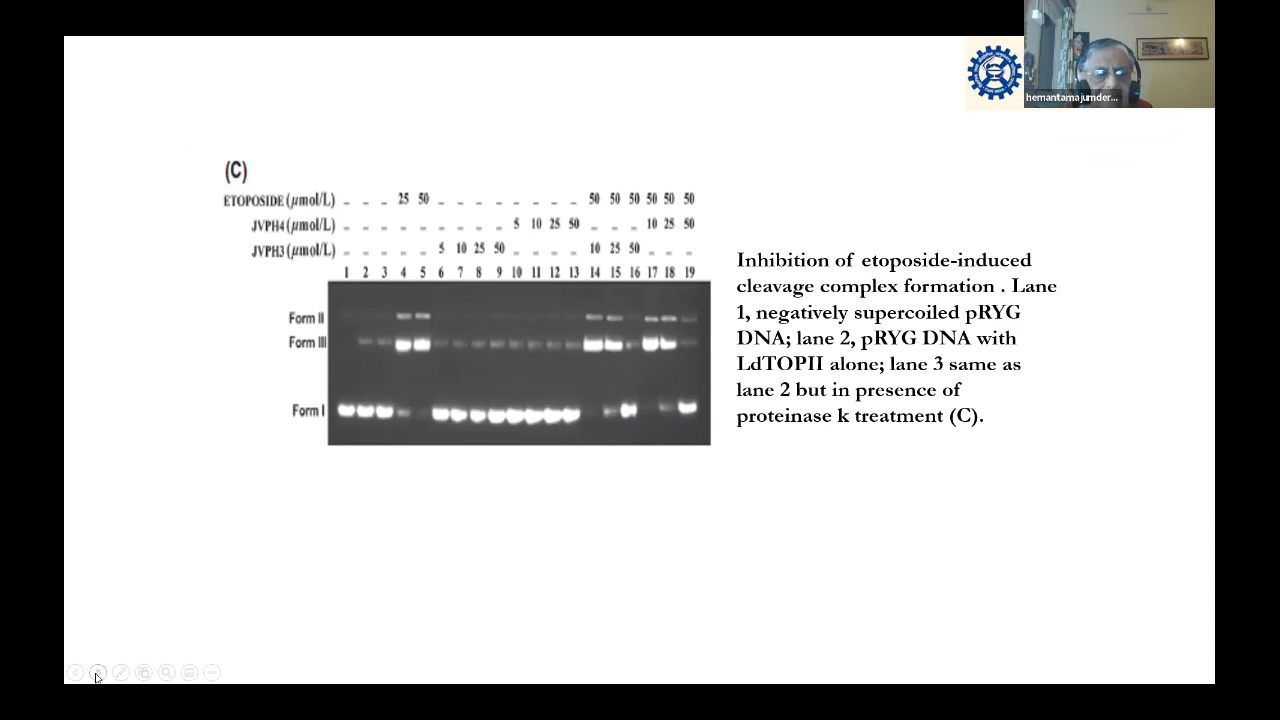 hemantamajumder...
(C)
ETOPOSIDE (µmol/L) - - - 25 50 - - - - - - - - 50 50 50 50 50 50
JVPH4 (µmol/L) - - - - - - - - - 5 10 25 50 - - - 10 25 50
JVPH3 (µmol/L) - - - - - 5 10 25 50 - - - - 10 25 50 - - -
1 2 3 4 5 6 7 8 9 10 11 12 13 14 15 16 17 18 19
Form II
Form III
Form I
Inhibition of etoposide-induced
cleavage complex formation . Lane
1, negatively supercoiled pRYG
DNA; lane 2, pRYG DNA with
LdTOPII alone; lane 3 same as
lane 2 but in presence of
proteinase k treatment (C).